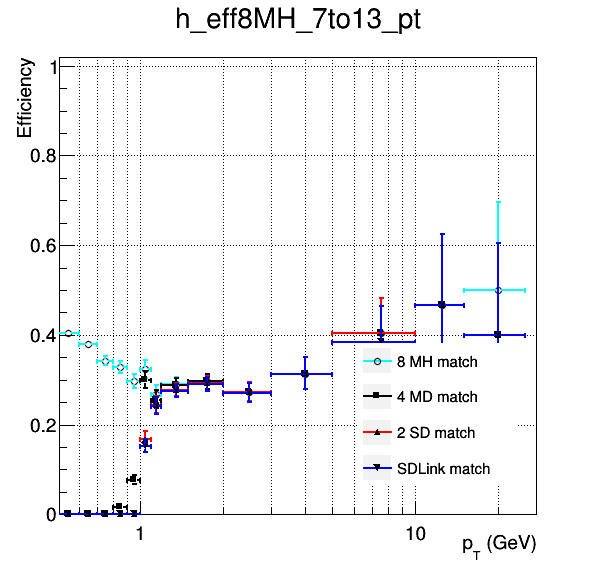 h_eff8MH_7to13_pt
Efficiency
1
0.8
0.6
0.4
0.2
0
8 MH match
4 MD match
2 SD match
SDLink match
1
10
pT (GeV)